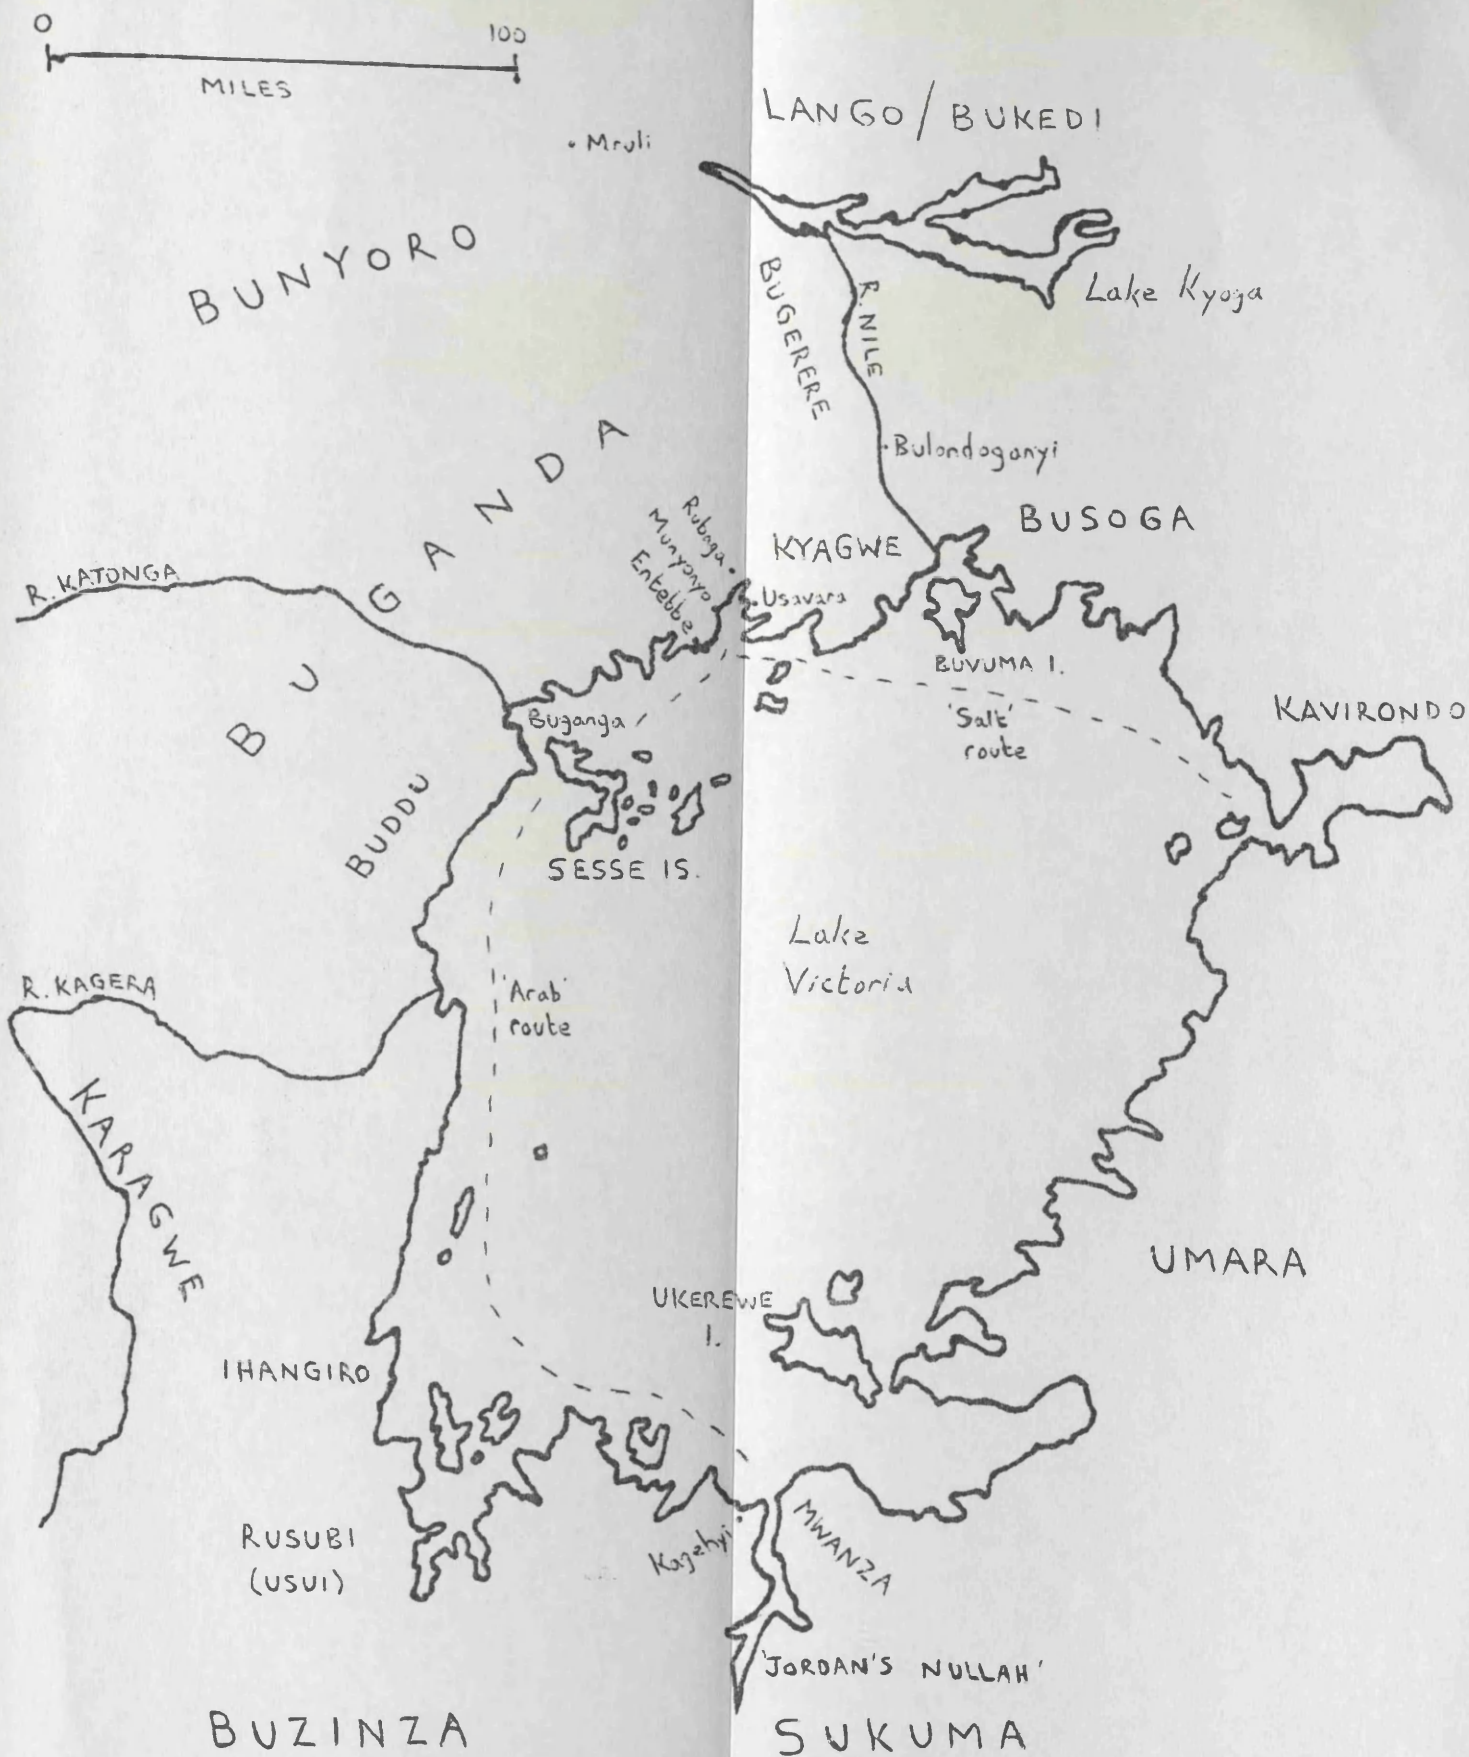 0 100
MILES
LANGO/BUKEDI
Mruli
BUNYORO
Lake Kyoga
BUGERERE
R. NILE
BUGANDA
Bulondoganyi
Rubaga
Munyonyo
Entebbe
KYAGWE
BUSOGA
R. KATONGA
Usavara
BUVUMA I.
Buganga
'Salt'
route
KAVIRONDO
BUDDU
SESSE IS.
Lake
Victoria
R. KAGERA
'Arab'
route
KARAGWE
UMARA
UKEREWE
I.
IHANGIRO
RUSUBI
(USUI)
Kagehyi
MWANZA
'JORDAN'S NULLAH'
BUZINZA
SUKUMA